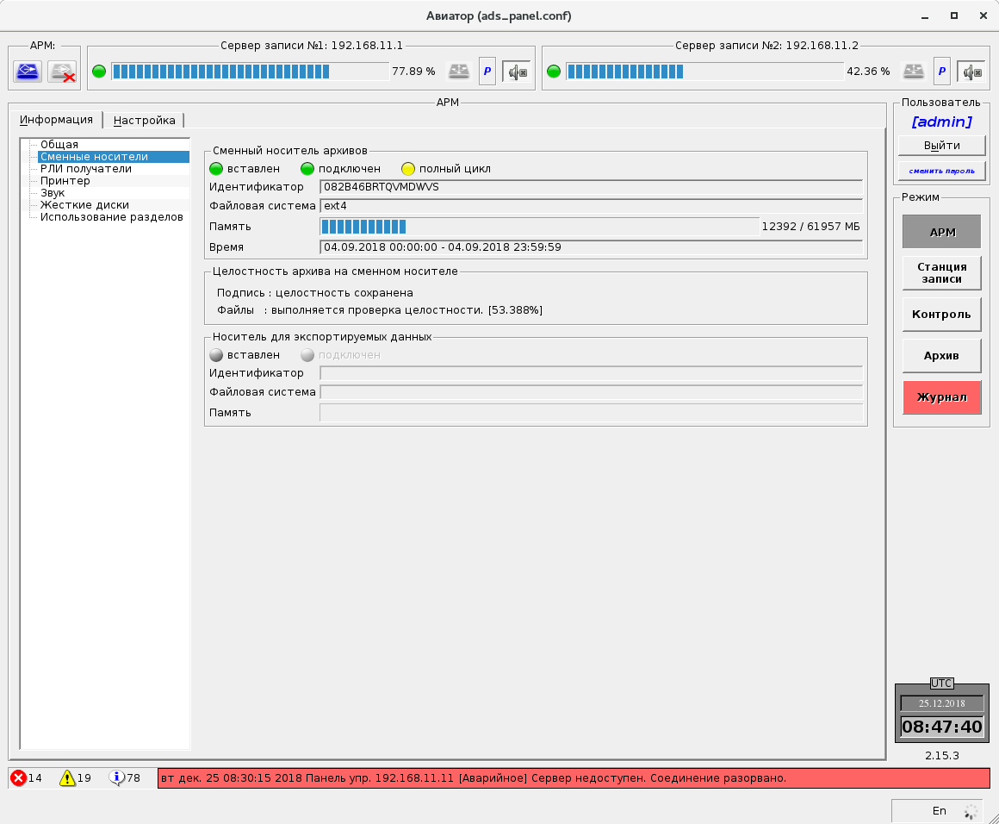 Авиатор (ads_panel.conf)
АРМ:
Сервер записи №1: 192.168.11.1
77.89 %
P
Сервер записи №2: 192.168.11.2
42.36 %
P
АРМ
Информация
Настройка
Общая
Сменные носители
РЛИ получатели
Принтер
Звук
Жесткие диски
Использование разделов
Сменный носитель архивов
вставлен подключен полный цикл
Идентификатор 082B46BRTQVMDWVS
Файловая система ext4
Память 12392 / 61957 МБ
Время 04.09.2018 00:00:00 - 04.09.2018 23:59:59
Целостность архива на сменном носителе
Подпись : целостность сохранена
Файлы : выполняется проверка целостности. [53.388%]
Носитель для экспортируемых данных
вставлен подключен
Идентификатор
Файловая система
Память
Пользователь
[admin]
Выйти
сменить пароль
Режим
АРМ
Станция
записи
Контроль
Архив
Журнал
UTC
25.12.2018
08:47:40
2.15.3
14 19 78 вт дек. 25 08:30:15 2018 Панель упр. 192.168.11.11 [Аварийное] Сервер недоступен. Соединение разорвано.
En